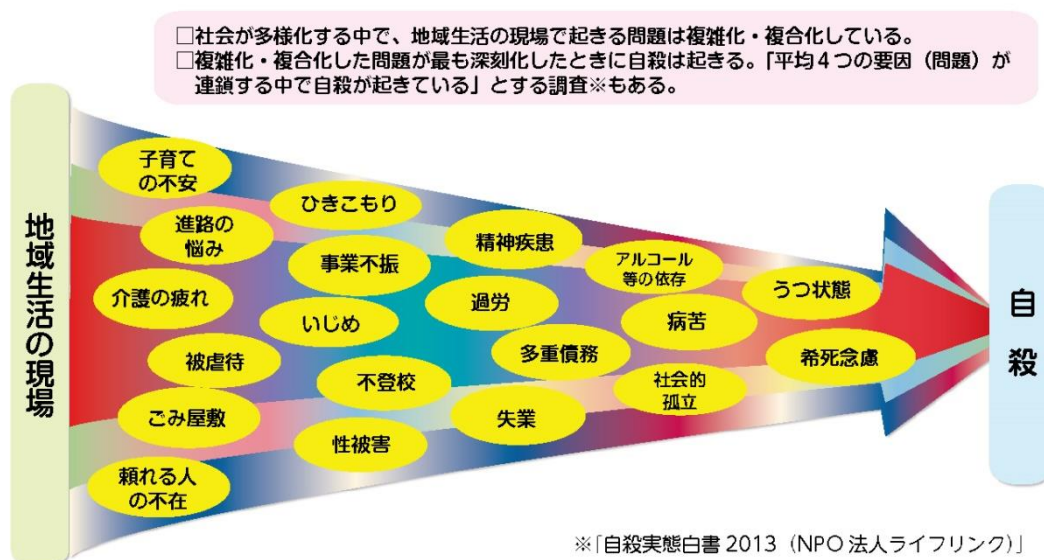 □社会が多様化する中で、地域生活の現場で起きる問題は複雑化・複合化している。
□複雑化・複合化した問題が最も深刻化したときに自殺は起きる。「平均４つの要因（問題）が
連鎖する中で自殺が起きている」とする調査※もある。
地域生活の現場
子育て
の不安
進路の
悩み
介護の疲れ
被虐待
ごみ屋敷
頼れる人
の不在
ひきこもり
事業不振
いじめ
不登校
性被害
精神疾患
過労
多重債務
失業
アルコール
等の依存
病苦
社会的
孤立
うつ状態
希死念慮
自殺
※「自殺実態白書 2013（NPO 法人ライフリンク）」